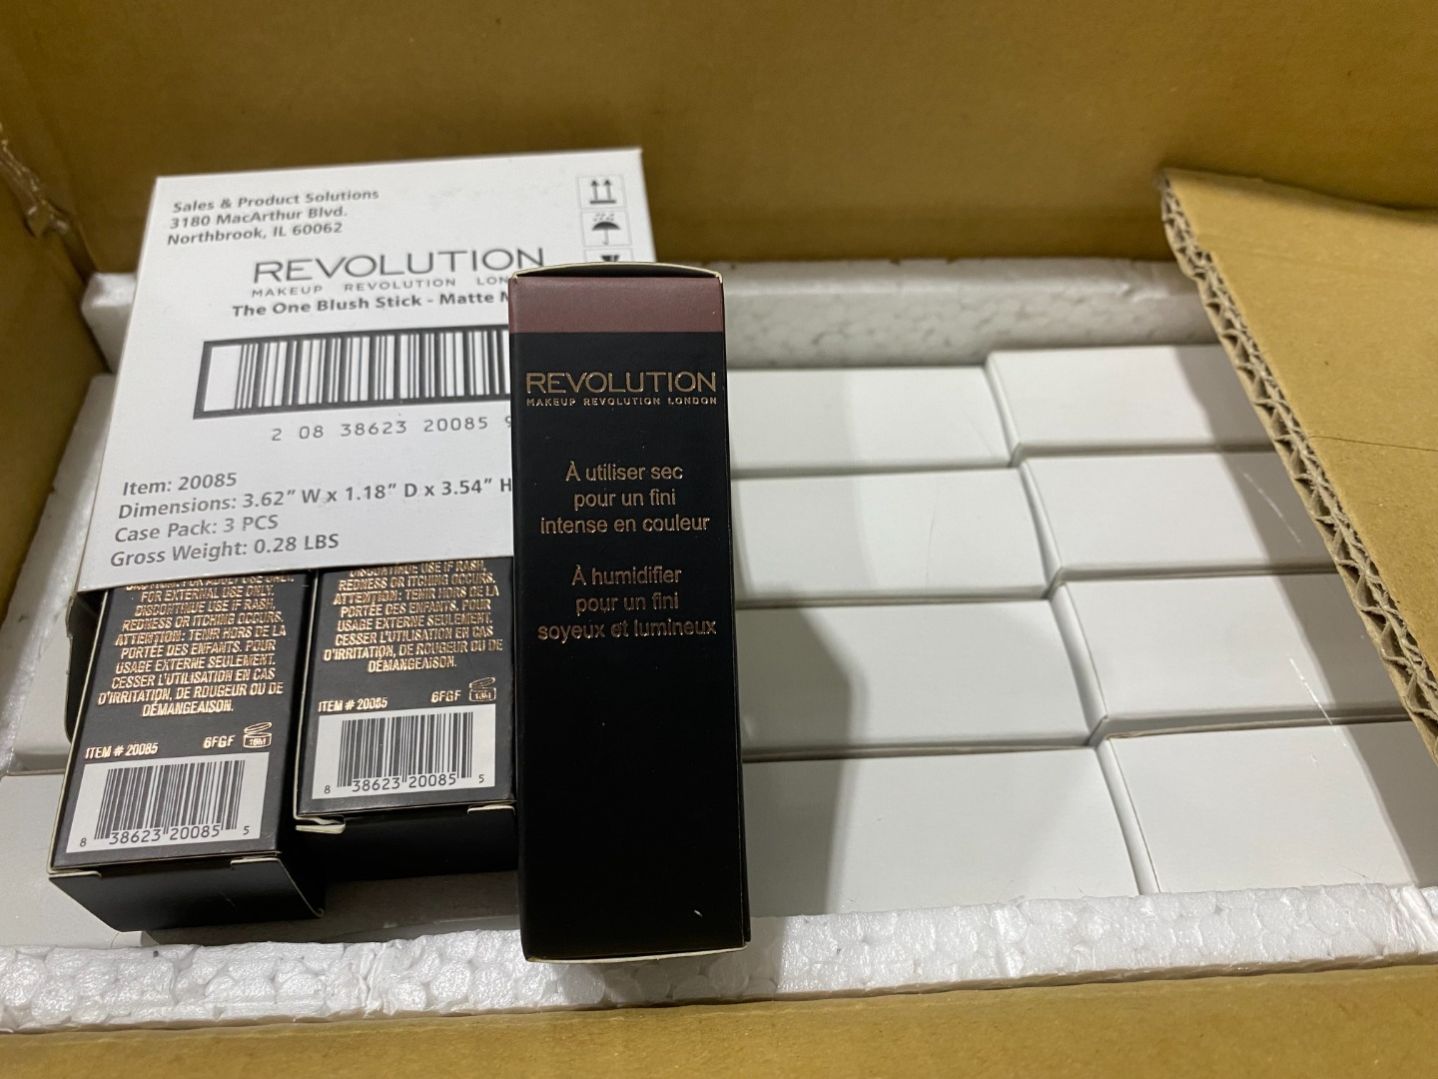 Sales & Product Solutions
3180 MacArthur Blvd.
Northbrook, IL 60062
REVOLUTION
MAKEUP REVOLUTION
The One Blush Stick - Matte
2 08 38623 20085
Item: 20085
Dimensions: 3.62" W x 1.18" D x 3.54" H
Case Pack: 3 PCS
Gross Weight: 0.28 LBS
FOR EXTERNAL USE ONLY.
DISCONTINUE USE IF RASH,
REDNESS OR ITCHING OCCURS.
ATTENTION: TENIR HORS DE LA
PORTÉE DES ENFANTS. POUR
USAGE EXTERNE SEULEMENT.
CESSER L'UTILISATION EN CAS
D'IRRITATION, DE ROUGEUR OU DE
DÉMANGEAISON.
ITEM # 20085 6FGF 18M
8 38623 20085 5
DISCONTINUE USE IF RASH,
REDNESS OR ITCHING OCCURS.
ATTENTION: TENIR HORS DE LA
PORTÉE DES ENFANTS. POUR
USAGE EXTERNE SEULEMENT.
CESSER L'UTILISATION EN CAS
D'IRRITATION, DE ROUGEUR OU DE
DÉMANGEAISON.
ITEM # 20085 6FGF 18M
8 38623 20085 5
REVOLUTION
MAKEUP REVOLUTION LONDON
À utiliser sec
pour un fini
intense en couleur
À humidifier
pour un fini
soyeux et lumineux